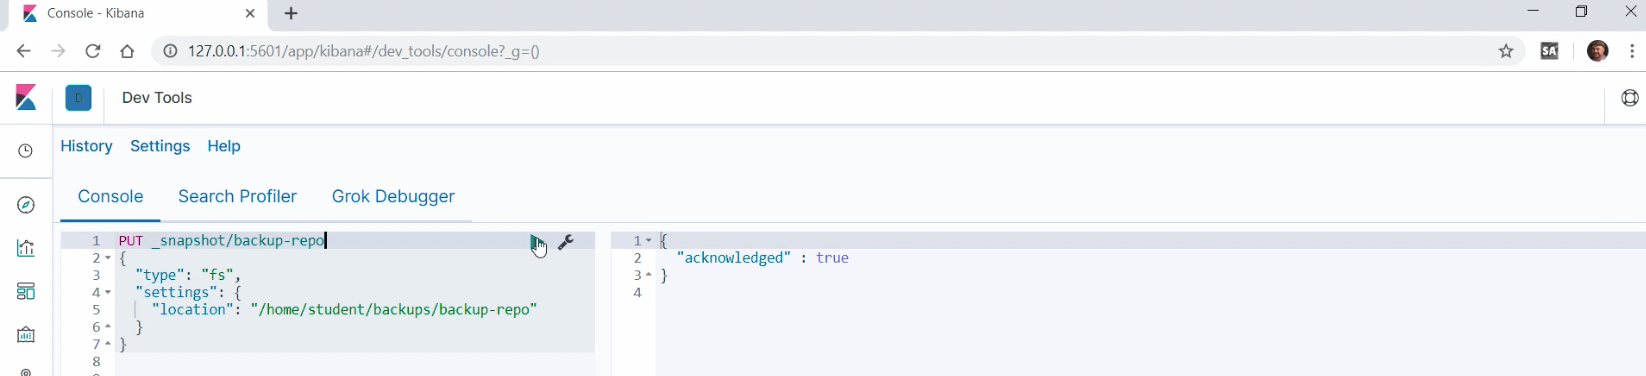 Console - Kibana
127.0.0.1:5601/app/kibana#/dev_tools/console?_g=()
SA
D
Dev Tools
History Settings Help
Console Search Profiler Grok Debugger
1 PUT _snapshot/backup-repo
2 {
3 "type": "fs",
4 "settings": {
5 "location": "/home/student/backups/backup-repo"
6 }
7 }
8
1 {
2 "acknowledged" : true
3 }
4